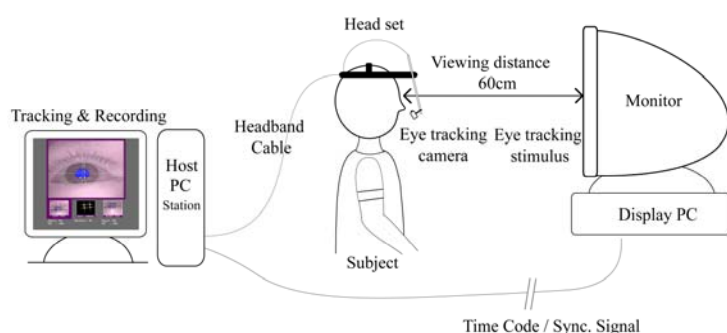 Head set
Viewing distance
60cm
Monitor
Tracking & Recording
Headband
Cable
Eye tracking
camera
Eye tracking
stimulus
Host
PC
Station
Display PC
Subject
Time Code / Sync. Signal